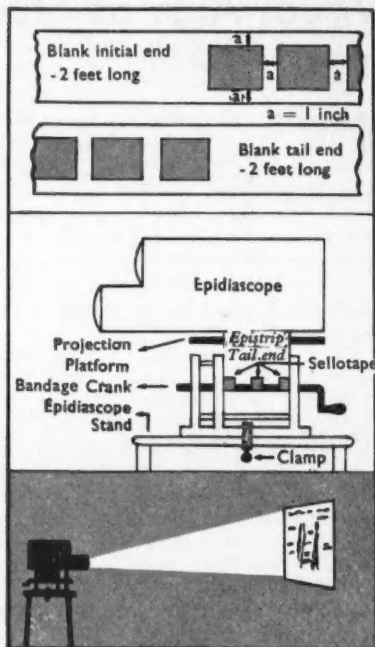 Blank initial end
- 2 feet long
a
a
a
a
a = 1 inch
Blank tail end
- 2 feet long
Epidiascope
Epistrip
Projection
Platform
Tail end
Sellotape
Bandage Crank
Epidiascope
Stand
Clamp